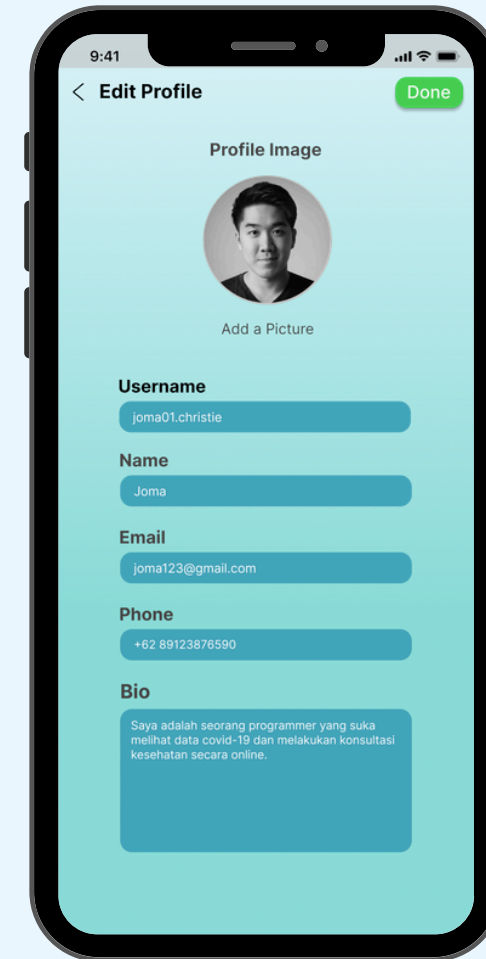 9:41
Edit Profile
Done
Profile Image
Add a Picture
Username
joma01.christie
Name
Joma
Email
joma123@gmail.com
Phone
+62 89123876590
Bio
Saya adalah seorang programmer yang suka
melihat data covid-19 dan melakukan konsultasi
kesehatan secara online.